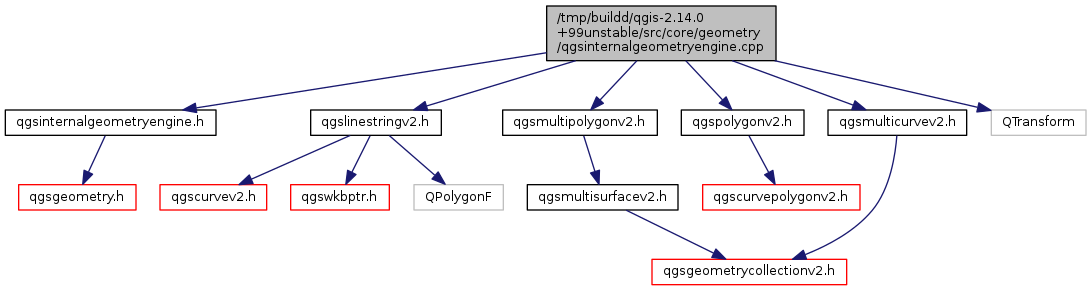 /tmp/buildd/qgis-2.14.0
+99unstable/src/core/geometry
/qgsinternalgeometryengine.cpp
qgsinternalgeometryengine.h
qgslinestringv2.h
qgsmultipolygonv2.h
qgspolygonv2.h
qgsmulticurvev2.h
QTransform
qgsgeometry.h
qgscurvev2.h
qgswkbptr.h
QPolygonF
qgsmultisurfacev2.h
qgscurvepolygonv2.h
qgsgeometrycollectionv2.h